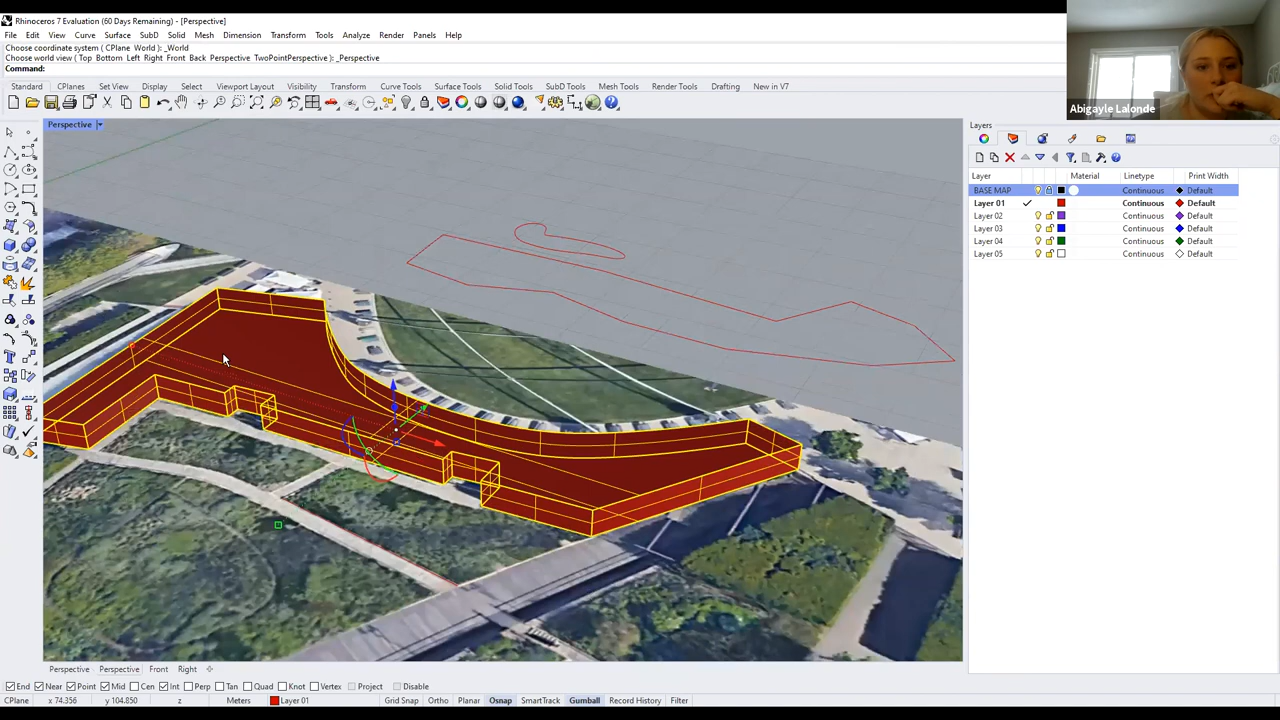 Rhinoceros 7 Evaluation (60 Days Remaining) - [Perspective]
File Edit View Curve Surface SubD Solid Mesh Dimension Transform Tools Analyze Render Panels Help
Choose coordinate system ( CPlane World ): _World
Choose world view ( Top Bottom Left Right Front Back Perspective TwoPointPerspective ): _Perspective
Command:
Standard CPlanes Set View Display Select Viewport Layout Visibility Transform Curve Tools Surface Tools Solid Tools SubD Tools Mesh Tools Render Tools Drafting New in V7
Abigayle Lalonde
Perspective
Layers
Layer Material Linetype Print Width
BASE MAP Continuous Default
Layer 01 Continuous Default
Layer 02 Continuous Default
Layer 03 Continuous Default
Layer 04 Continuous Default
Layer 05 Continuous Default
Perspective Perspective Front Right
End Near Point Mid Cen Int Perp Tan Quad Knot Vertex Project Disable
CPlane x 74.356 y 104.850 z Meters Layer 01 Grid Snap Ortho Planar Osnap SmartTrack Gumball Record History Filter